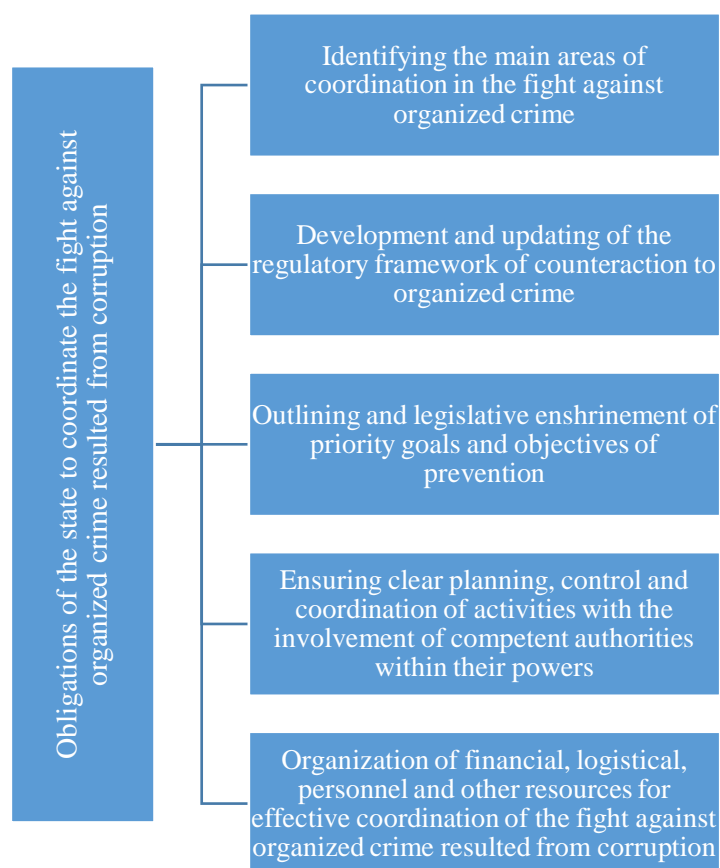 Obligations of the state to coordinate the fight against
organized crime resulted from corruption
Identifying the main areas of
coordination in the fight against
organized crime
Development and updating of the
regulatory framework of counteraction to
organized crime
Outlining and legislative enshrinement of
priority goals and objectives of
prevention
Ensuring clear planning, control and
coordination of activities with the
involvement of competent authorities
within their powers
Organization of financial, logistical,
personnel and other resources for
effective coordination of the fight against
organized crime resulted from corruption